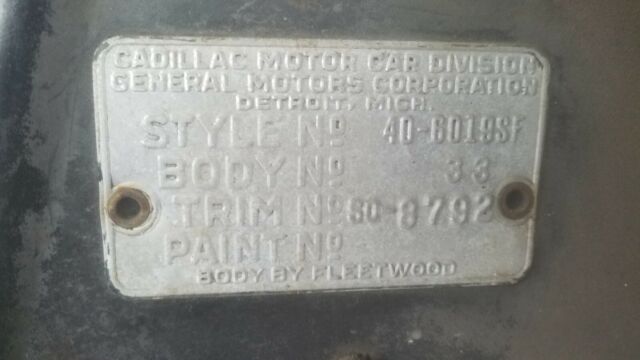 CADILLAC MOTOR CAR DIVISION
GENERAL MOTORS CORPORATION
DETROIT, MICH.
STYLE Nº 40-6019SF
BODY Nº 33
TRIM Nº 80-8792
PAINT Nº
BODY BY FLEETWOOD